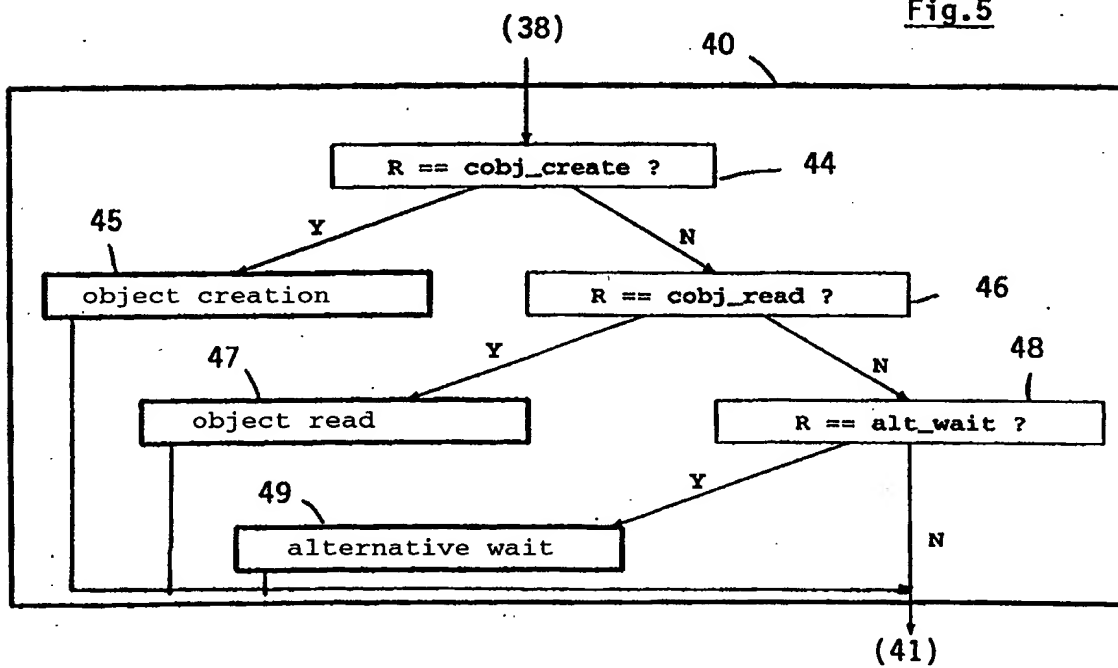 Fig.5
(38)
40
R == cobj_create ?
44
45
Y
N
object creation
R == cobj_read ?
46
47
Y
N
48
object read
R == alt_wait ?
49
Y
N
alternative wait
(41)